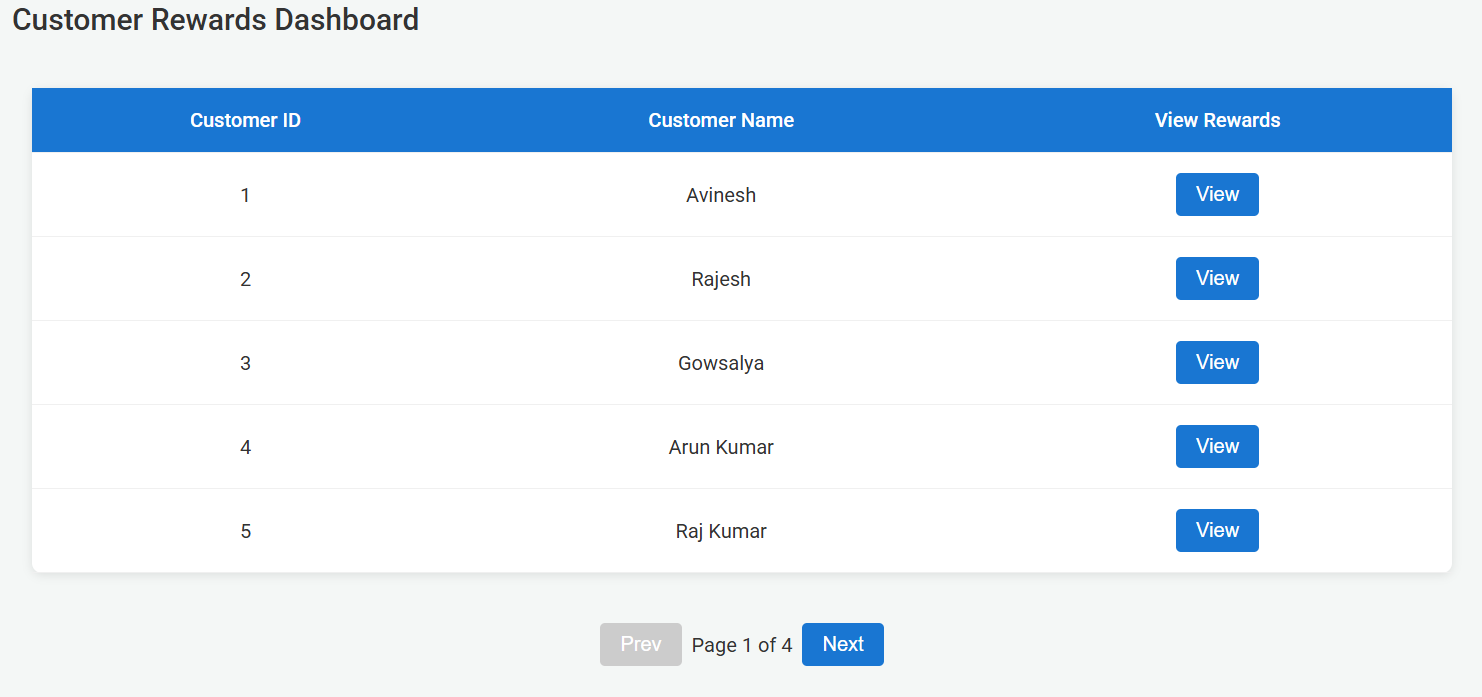 Customer Rewards Dashboard
Customer ID Customer Name View Rewards
1 Avinesh View
2 Rajesh View
3 Gowsalya View
4 Arun Kumar View
5 Raj Kumar View
Prev Page 1 of 4 Next